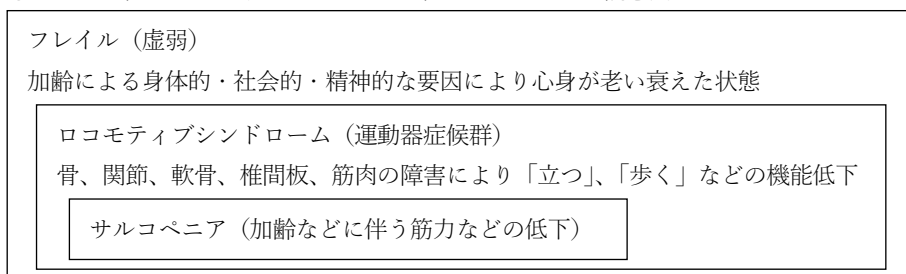 フレイル（虚弱）
加齢による身体的・社会的・精神的な要因により心身が老い衰えた状態
ロコモティブシンドローム（運動器症候群）
骨、関節、軟骨、椎間板、筋肉の障害により「立つ」、「歩く」などの機能低下
サルコペニア（加齢などに伴う筋力などの低下）